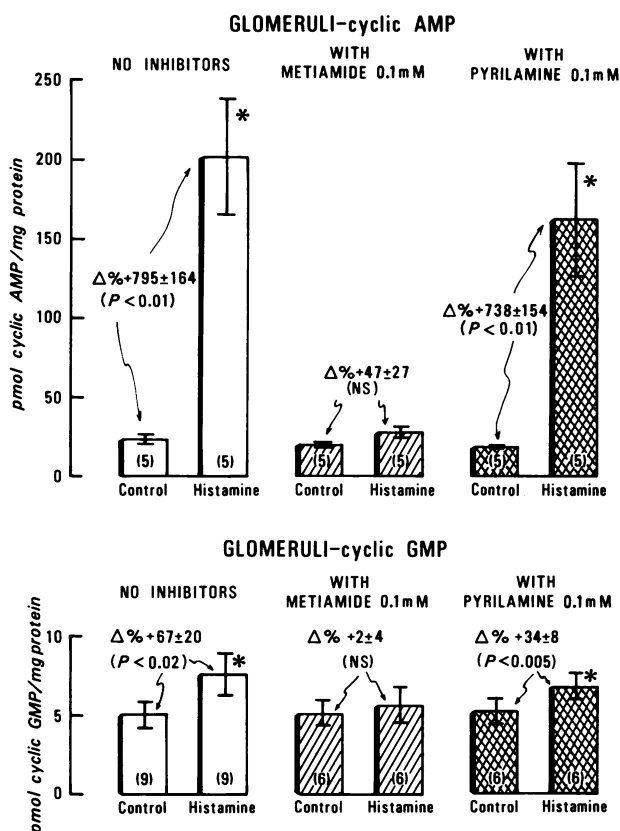 GLOMERULI-cyclic AMP
NO INHIBITORS
WITH
METIAMIDE 0.1mM
WITH
PYRILAMINE 0.1mM
pmol cyclic AMP/mg protein
250
200
150
100
50
0
*
Δ%+795±164
(P<0.01)
Δ%+47±27
(NS)
*
Δ%+738±154
(P<0.01)
(5)
(5)
(5)
(5)
(5)
(5)
Control
Histamine
Control
Histamine
Control
Histamine
GLOMERULI-cyclic GMP
NO INHIBITORS
WITH
METIAMIDE 0.1mM
WITH
PYRILAMINE 0.1mM
pmol cyclic GMP/mg protein
10
5
0
Δ% +67±20
(P<0.02)
*
Δ% +2±4
(NS)
Δ% +34±8
(P<0.005)
*
(9)
(9)
(6)
(6)
(6)
(6)
Control
Histamine
Control
Histamine
Control
Histamine